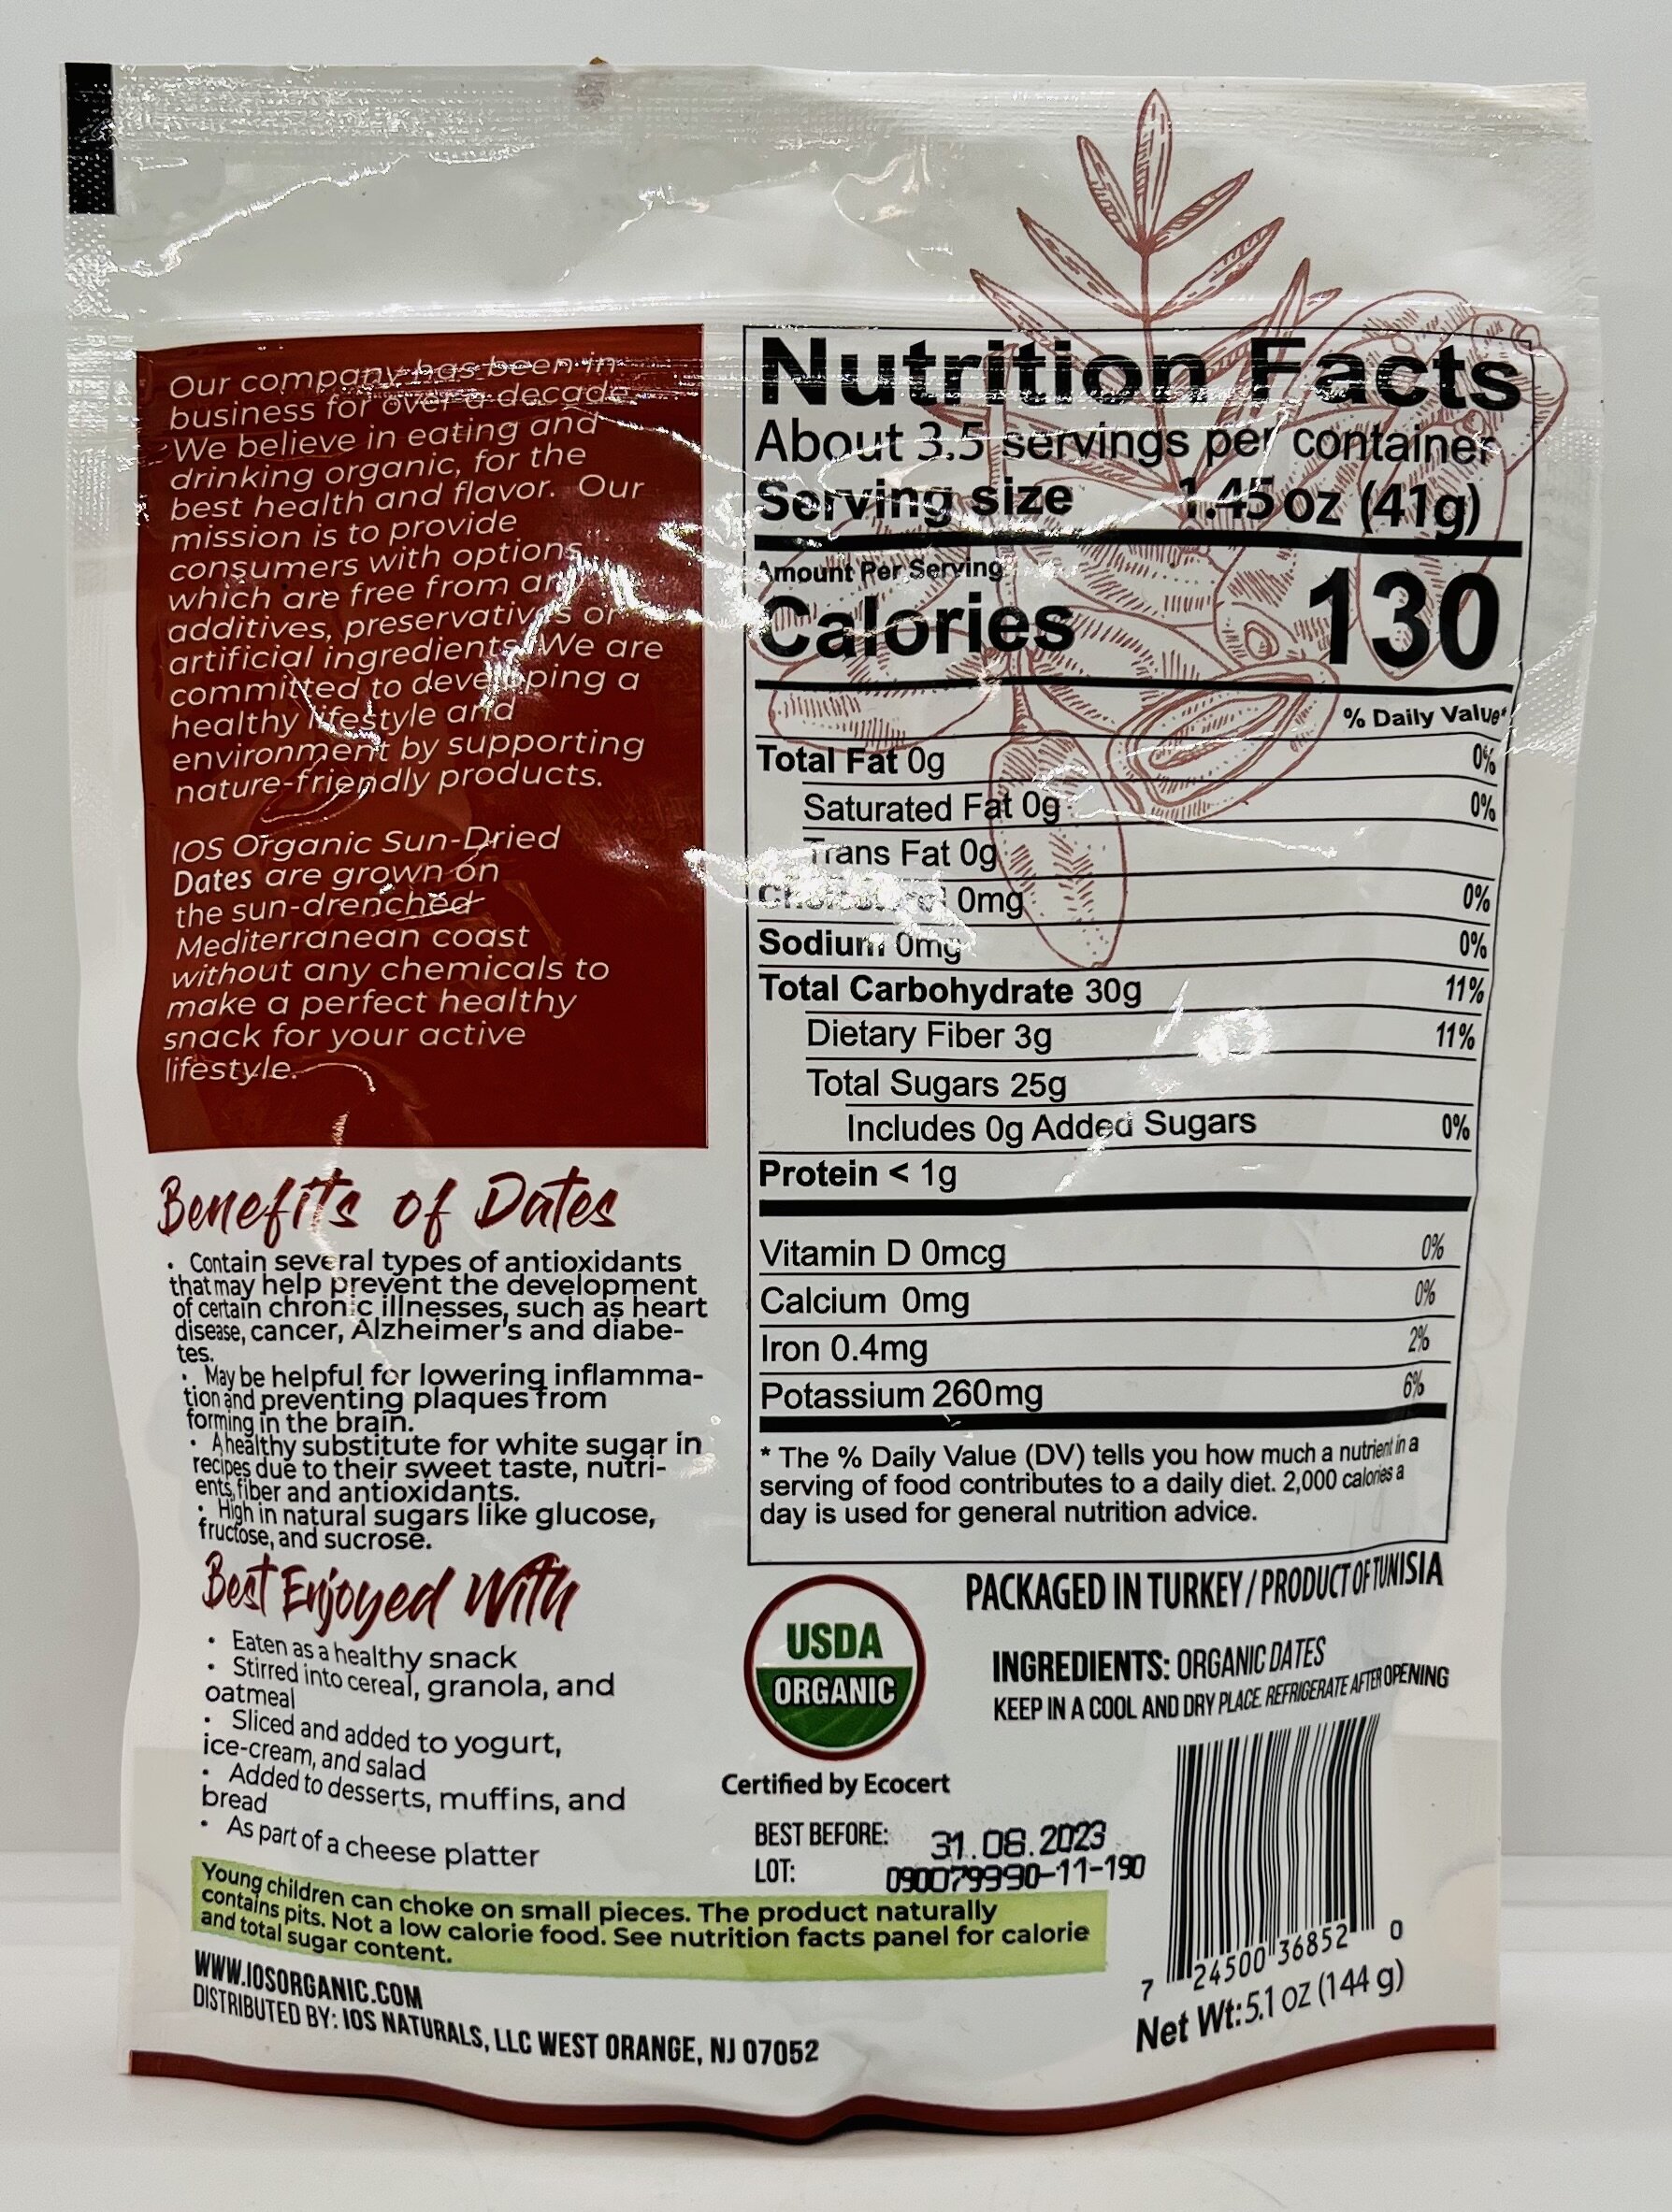 Our company has been in
business for over a decade.
We believe in eating and
drinking organic, for the
best health and flavor. Our
mission is to provide
consumers with options
which are free from any
additives, preservatives or
artificial ingredients. We are
committed to developing a
healthy lifestyle and
environment by supporting
nature-friendly products.
IOS Organic Sun-Dried
Dates are grown on
the sun-drenched
Mediterranean coast
without any chemicals to
make a perfect healthy
snack for your active
lifestyle.
Benefits of Dates
• Contain several types of antioxidants
that may help prevent the development
of certain chronic illnesses, such as heart
disease, cancer, Alzheimer's and diabe-
tes.
• May be helpful for lowering inflamma-
tion and preventing plaques from
forming in the brain.
• A healthy substitute for white sugar in
recipes due to their sweet taste, nutri-
ents, fiber and antioxidants.
• High in natural sugars like glucose,
fructose, and sucrose.
Best Enjoyed With
• Eaten as a healthy snack
• Stirred into cereal, granola, and
oatmeal
• Sliced and added to yogurt,
ice-cream, and salad
• Added to desserts, muffins, and
bread
• As part of a cheese platter
Young children can choke on small pieces. The product naturally
contains pits. Not a low calorie food. See nutrition facts panel for calorie
and total sugar content.
WWW.IOSORGANIC.COM
DISTRIBUTED BY: IOS NATURALS, LLC WEST ORANGE, NJ 07052
Nutrition Facts
About 3.5 servings per container
Serving size 1.45 oz (41g)
Amount Per Serving
Calories 130
% Daily Value*
Total Fat 0g 0%
Saturated Fat 0g 0%
Trans Fat 0g
Cholesterol 0mg 0%
Sodium 0mg 0%
Total Carbohydrate 30g 11%
Dietary Fiber 3g 11%
Total Sugars 25g
Includes 0g Added Sugars 0%
Protein < 1g
Vitamin D 0mcg 0%
Calcium 0mg 0%
Iron 0.4mg 2%
Potassium 260mg 6%
* The % Daily Value (DV) tells you how much a nutrient in a
serving of food contributes to a daily diet. 2,000 calories a
day is used for general nutrition advice.
PACKAGED IN TURKEY / PRODUCT OF TUNISIA
USDA
ORGANIC
Certified by Ecocert
INGREDIENTS: ORGANIC DATES
KEEP IN A COOL AND DRY PLACE. REFRIGERATE AFTER OPENING
BEST BEFORE: 31.08.2023
LOT: 090079990-11-190
7 24500 36852 0
Net Wt: 5.1 oz (144 g)